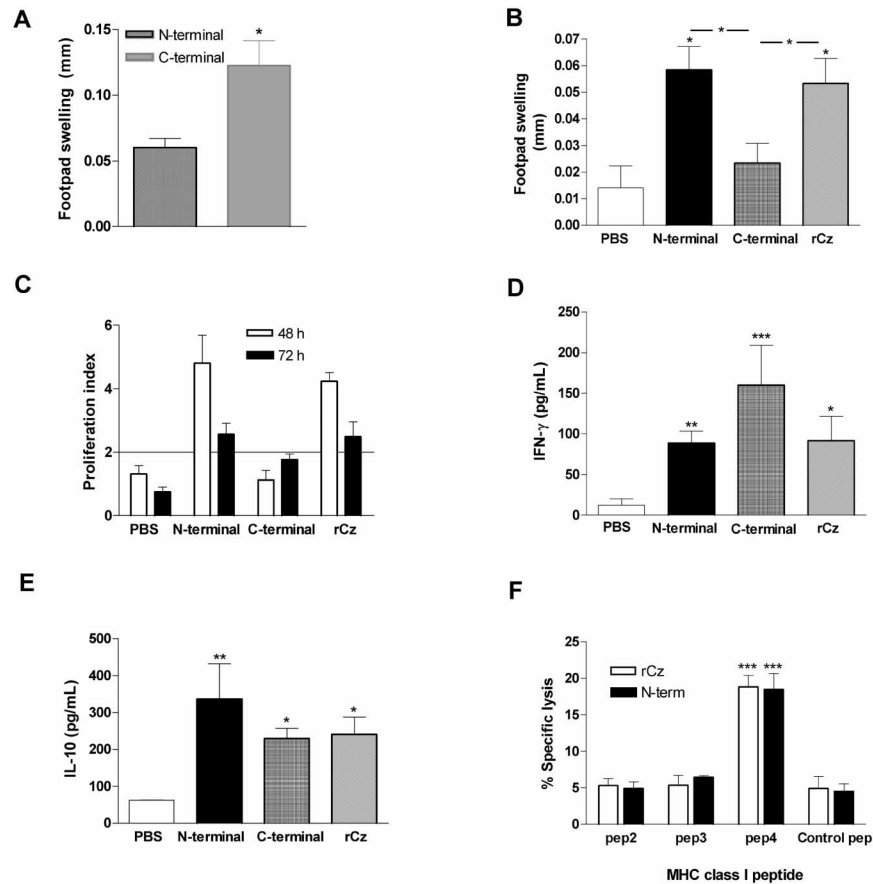 A
N-terminal
C-terminal
*
Footpad swelling (mm)
0.15
0.10
0.05
0.00
B
0.07
0.06
0.05
0.04
0.03
0.02
0.01
0.00
Footpad swelling
(mm)
*
*
*
*
PBS N-terminal C-terminal rCz
C
Proliferation index
6
4
2
0
48 h
72 h
PBS N-terminal C-terminal rCz
D
IFN-γ (pg/mL)
250
200
150
100
50
0
**
***
*
PBS N-terminal C-terminal rCz
E
IL-10 (pg/mL)
500
400
300
200
100
0
**
*
*
PBS N-terminal C-terminal rCz
F
% Specific lysis
25
20
15
10
5
0
rCz
N-term
*** ***
pep2 pep3 pep4 Control pep
MHC class I peptide